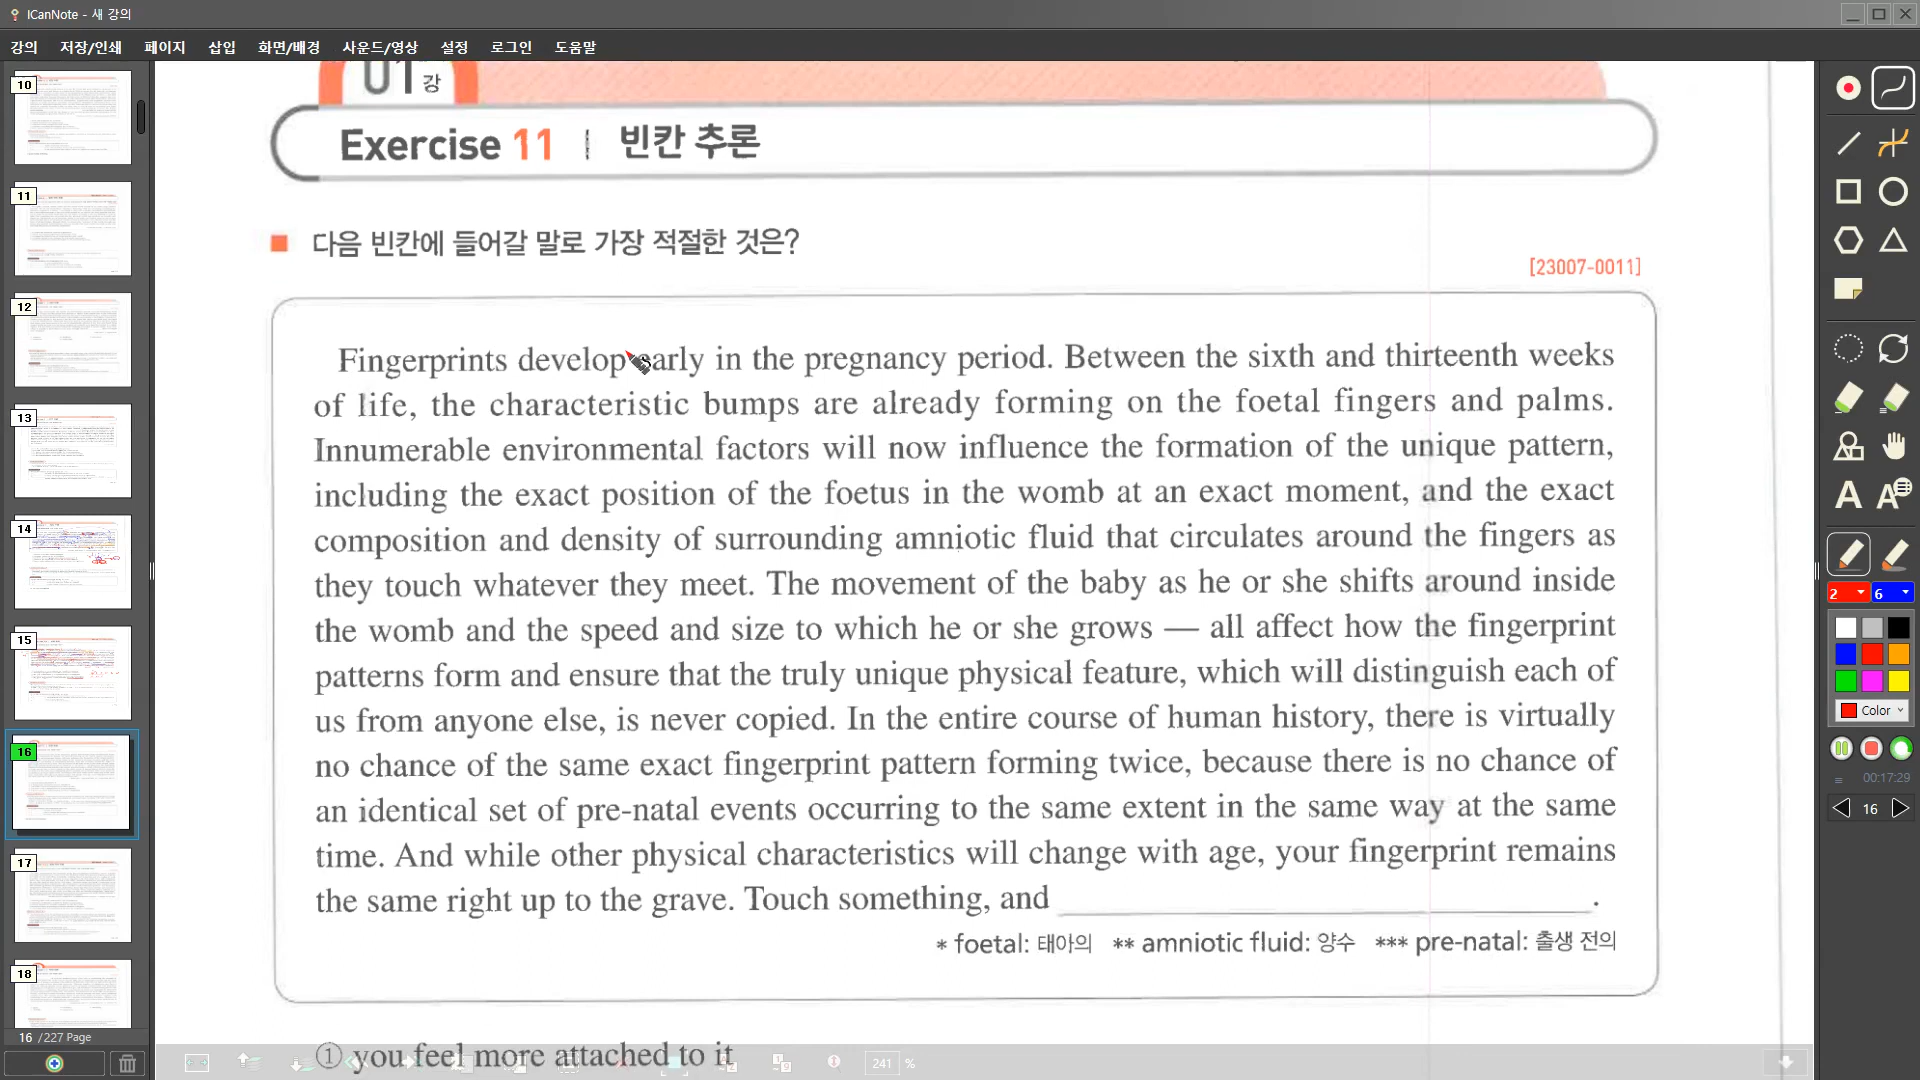 ICanNote - 새 강의
강의 저장/인쇄 페이지 삽입 화면/배경 사운드/영상 설정 로그인 도움말
01강
Exercise 11 빈칸 추론
다음 빈칸에 들어갈 말로 가장 적절한 것은?
[23007-0011]
Fingerprints develop early in the pregnancy period. Between the sixth and thirteenth weeks
of life, the characteristic bumps are already forming on the foetal fingers and palms.
Innumerable environmental factors will now influence the formation of the unique pattern,
including the exact position of the foetus in the womb at an exact moment, and the exact
composition and density of surrounding amniotic fluid that circulates around the fingers as
they touch whatever they meet. The movement of the baby as he or she shifts around inside
the womb and the speed and size to which he or she grows — all affect how the fingerprint
patterns form and ensure that the truly unique physical feature, which will distinguish each of
us from anyone else, is never copied. In the entire course of human history, there is virtually
no chance of the same exact fingerprint pattern forming twice, because there is no chance of
an identical set of pre-natal events occurring to the same extent in the same way at the same
time. And while other physical characteristics will change with age, your fingerprint remains
the same right up to the grave. Touch something, and ____________.
* foetal: 태아의 ** amniotic fluid: 양수 *** pre-natal: 출생 전의
① you feel more attached to it
10
11
12
13
14
15
16
17
18
16 /227 Page
241 %
2 6
Color
00:17:29
16